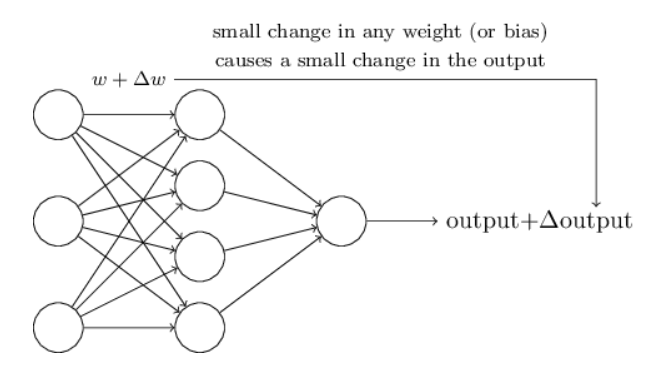 small change in any weight (or bias)
causes a small change in the output
w + Δw
output+Δoutput